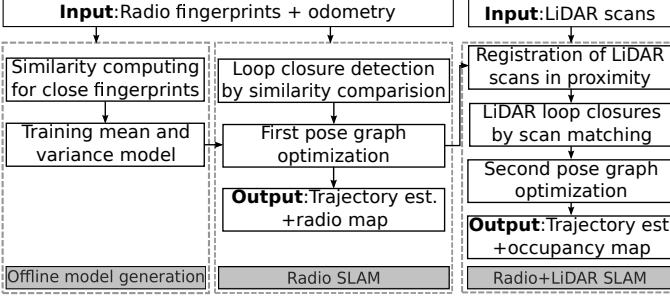 Input:Radio fingerprints + odometry
Input:LiDAR scans
Similarity computing
for close fingerprints
Training mean and
variance model
Offline model generation
Loop closure detection
by similarity comparision
First pose graph
optimization
Output:Trajectory est.
+radio map
Radio SLAM
Registration of LiDAR
scans in proximity
LiDAR loop closures
by scan matching
Second pose graph
optimization
Output:Trajectory est
+occupancy map
Radio+LiDAR SLAM